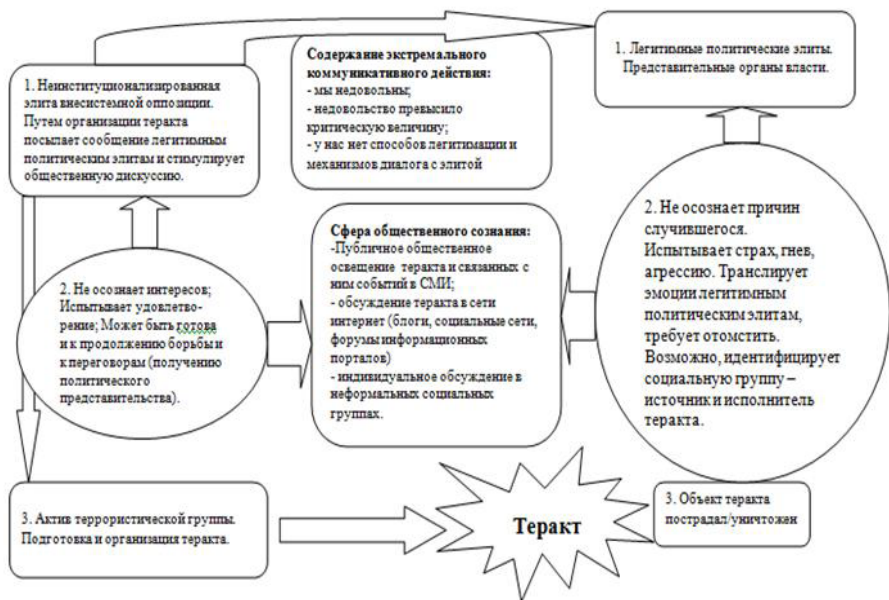 1. Неинституционализированная
элита внесистемной оппозиции.
Путем организации теракта
посылает сообщение легитимным
политическим элитам и стимулирует
общественную дискуссию.
Содержание экстремального
коммуникативного действия:
- мы недовольны;
- недовольство превысило
критическую величину;
- у нас нет способов легитимации и
механизмов диалога с элитой
1. Легитимные политические элиты.
Представительные органы власти.
2. Не осознает интересов;
Испытывает удовлетво-
рение; Может быть готова
и к продолжению борьбы и
к переговорам (получению
политического
представительства).
Сфера общественного сознания:
-Публичное общественное
освещение теракта и связанных с
ним событий в СМИ;
- обсуждение теракта в сети
интернет (блоги, социальные сети,
форумы информационных
порталов)
- индивидуальное обсуждение в
неформальных социальных
группах.
2. Не осознает причин
случившегося.
Испытывает страх, гнев,
агрессию. Транслирует
эмоции легитимным
политическим элитам,
требует отомстить.
Возможно, идентифицирует
социальную группу –
источник и исполнитель
теракта.
3. Актив террористической группы.
Подготовка и организация теракта.
Теракт
3. Объект теракта
пострадал/уничтожен